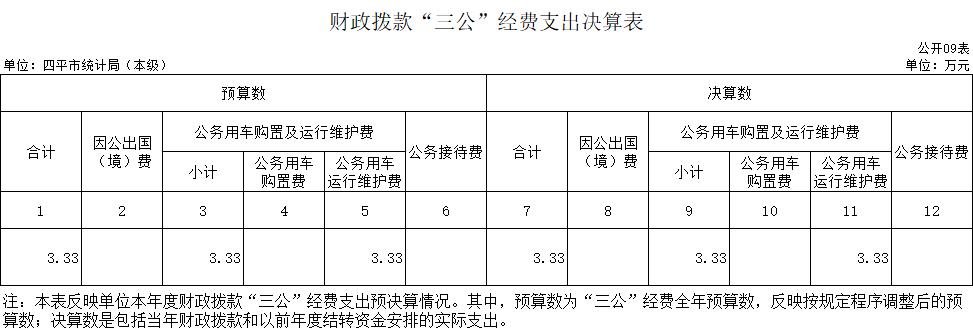 财政拨款“三公”经费支出决算表
公开09表
单位：四平市统计局（本级） 单位：万元
预算数 决算数
合计 因公出国（境）费 公务用车购置及运行维护费 公务接待费 合计 因公出国（境）费 公务用车购置及运行维护费 公务接待费
小计 公务用车购置费 公务用车运行维护费 小计 公务用车购置费 公务用车运行维护费
1 2 3 4 5 6 7 8 9 10 11 12
3.33 3.33 3.33 3.33 3.33 3.33
注：本表反映单位本年度财政拨款“三公”经费支出预决算情况。其中，预算数为“三公”经费全年预算数，反映按规定程序调整后的预
算数；决算数是包括当年财政拨款和以前年度结转资金安排的实际支出。